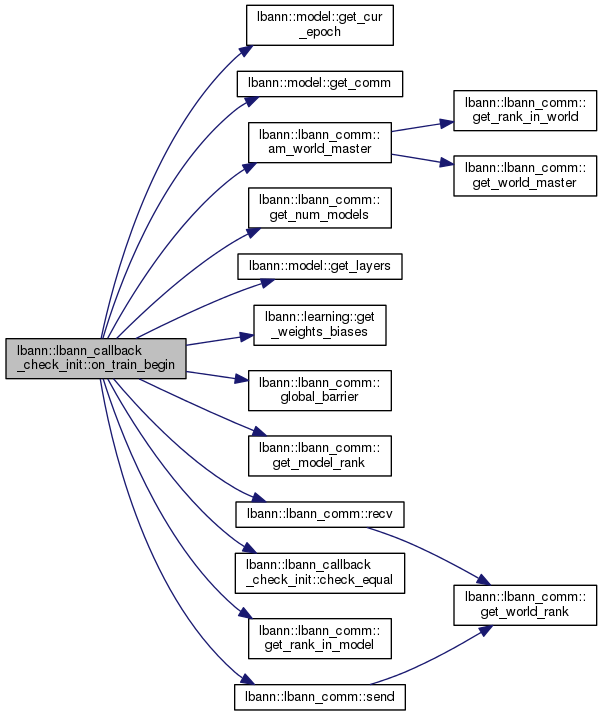 lbann::model::get_cur
_epoch
lbann::model::get_comm
lbann::lbann_comm::
am_world_master
lbann::lbann_comm::
get_rank_in_world
lbann::lbann_comm::
get_world_master
lbann::lbann_comm::
get_num_models
lbann::model::get_layers
lbann::learning::get
_weights_biases
lbann::lbann_callback
_check_init::on_train_begin
lbann::lbann_comm::
global_barrier
lbann::lbann_comm::
get_model_rank
lbann::lbann_comm::recv
lbann::lbann_callback
_check_init::check_equal
lbann::lbann_comm::
get_world_rank
lbann::lbann_comm::
get_rank_in_model
lbann::lbann_comm::send